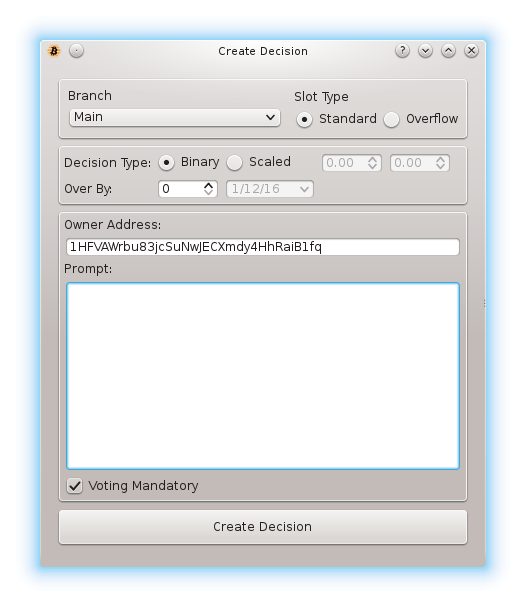 Create Decision
Branch
Slot Type
Main
Standard
Overflow
Decision Type: Binary Scaled 0.00 0.00
Over By: 0 1/12/16
Owner Address:
1HFVAWrbu83jcSuNwJECXmdy4HhRaiB1fq
Prompt:
Voting Mandatory
Create Decision